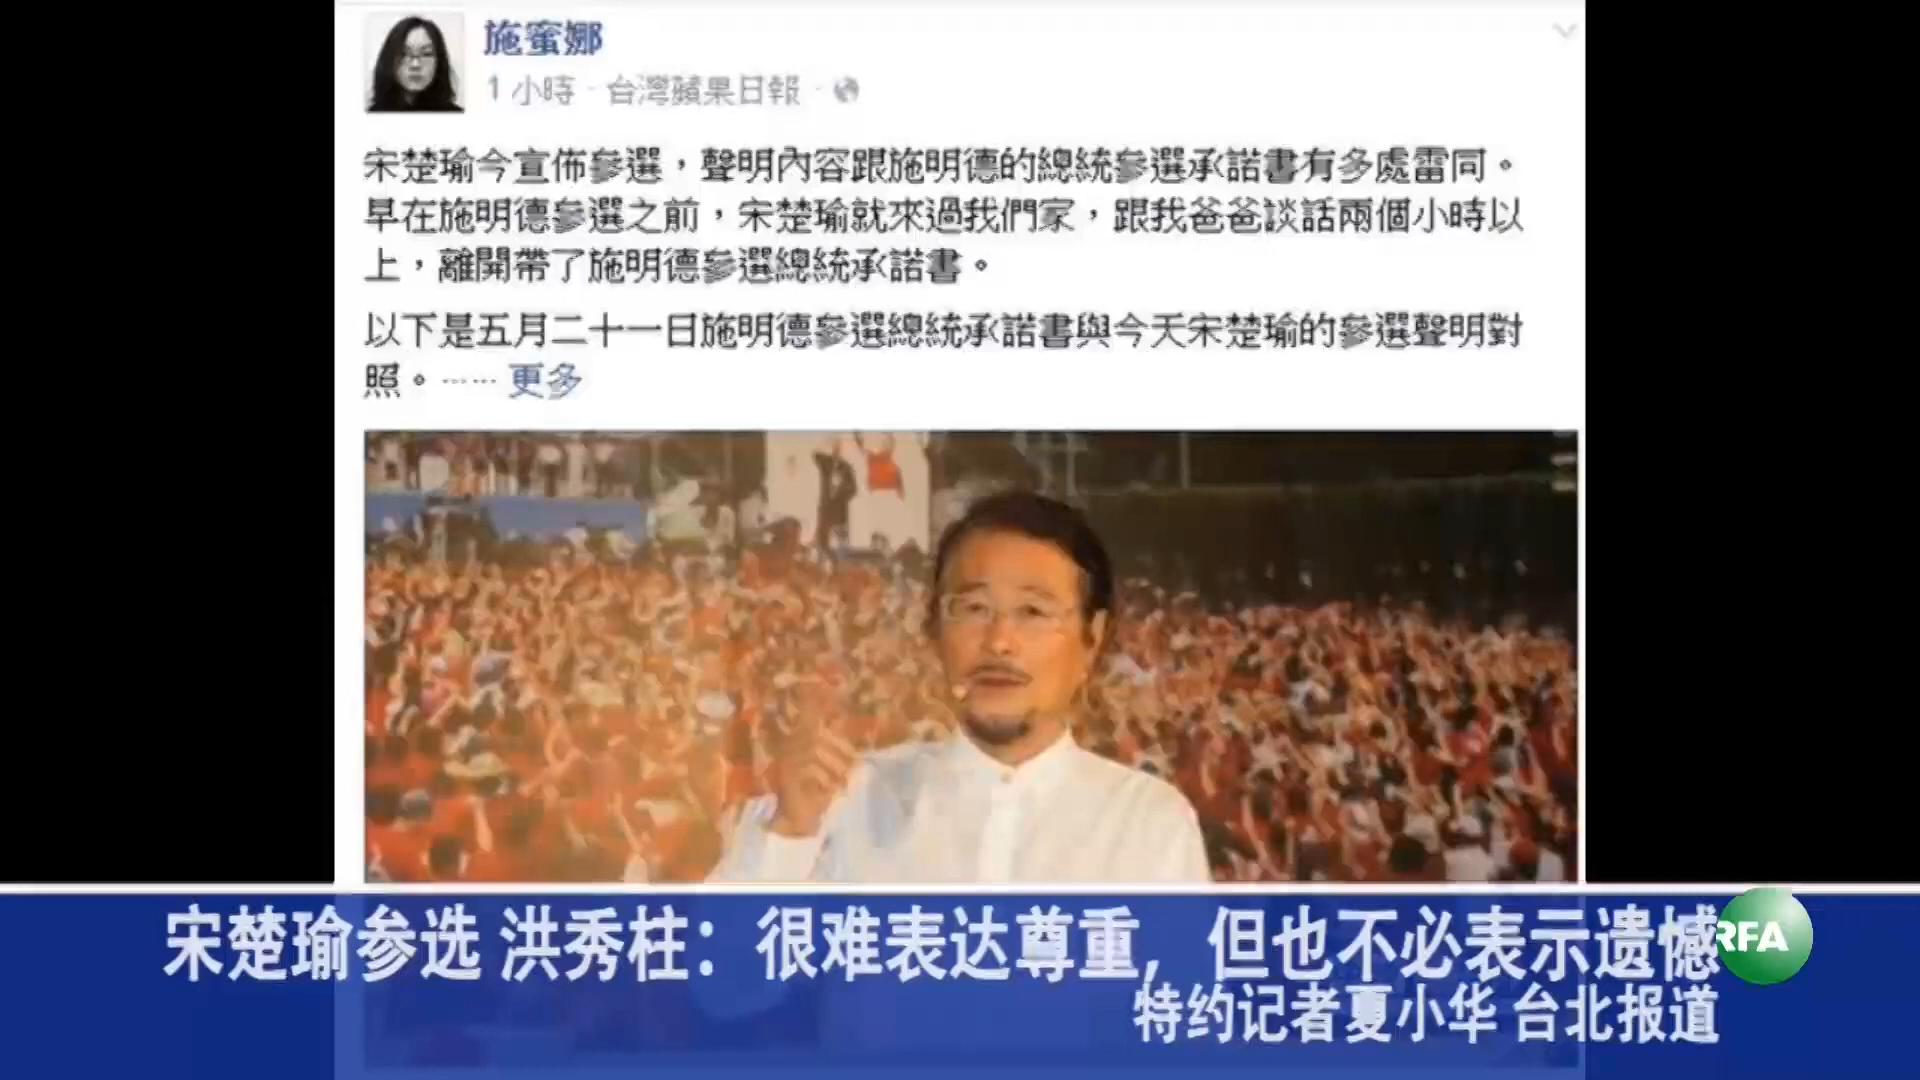 施蜜娜
1 小時 · 台灣蘋果日報 ·
宋楚瑜今宣佈參選，聲明內容跟施明德的總統參選承諾書有多處雷同。
早在施明德參選之前，宋楚瑜就來過我們家，跟我爸爸談話兩個小時以
上，離開帶了施明德參選總統承諾書。
以下是五月二十一日施明德參選總統承諾書與今天宋楚瑜的參選聲明對
照。⋯⋯ 更多
宋楚瑜参选 洪秀柱：很难表达尊重，但也不必表示遗憾
RFA
特约记者夏小华 台北报道